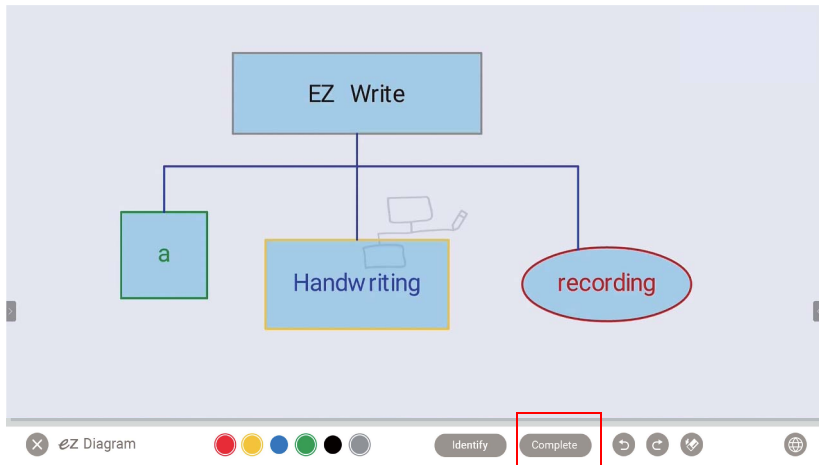 EZ Write
a
Handwriting
recording
ez Diagram
Identify
Complete